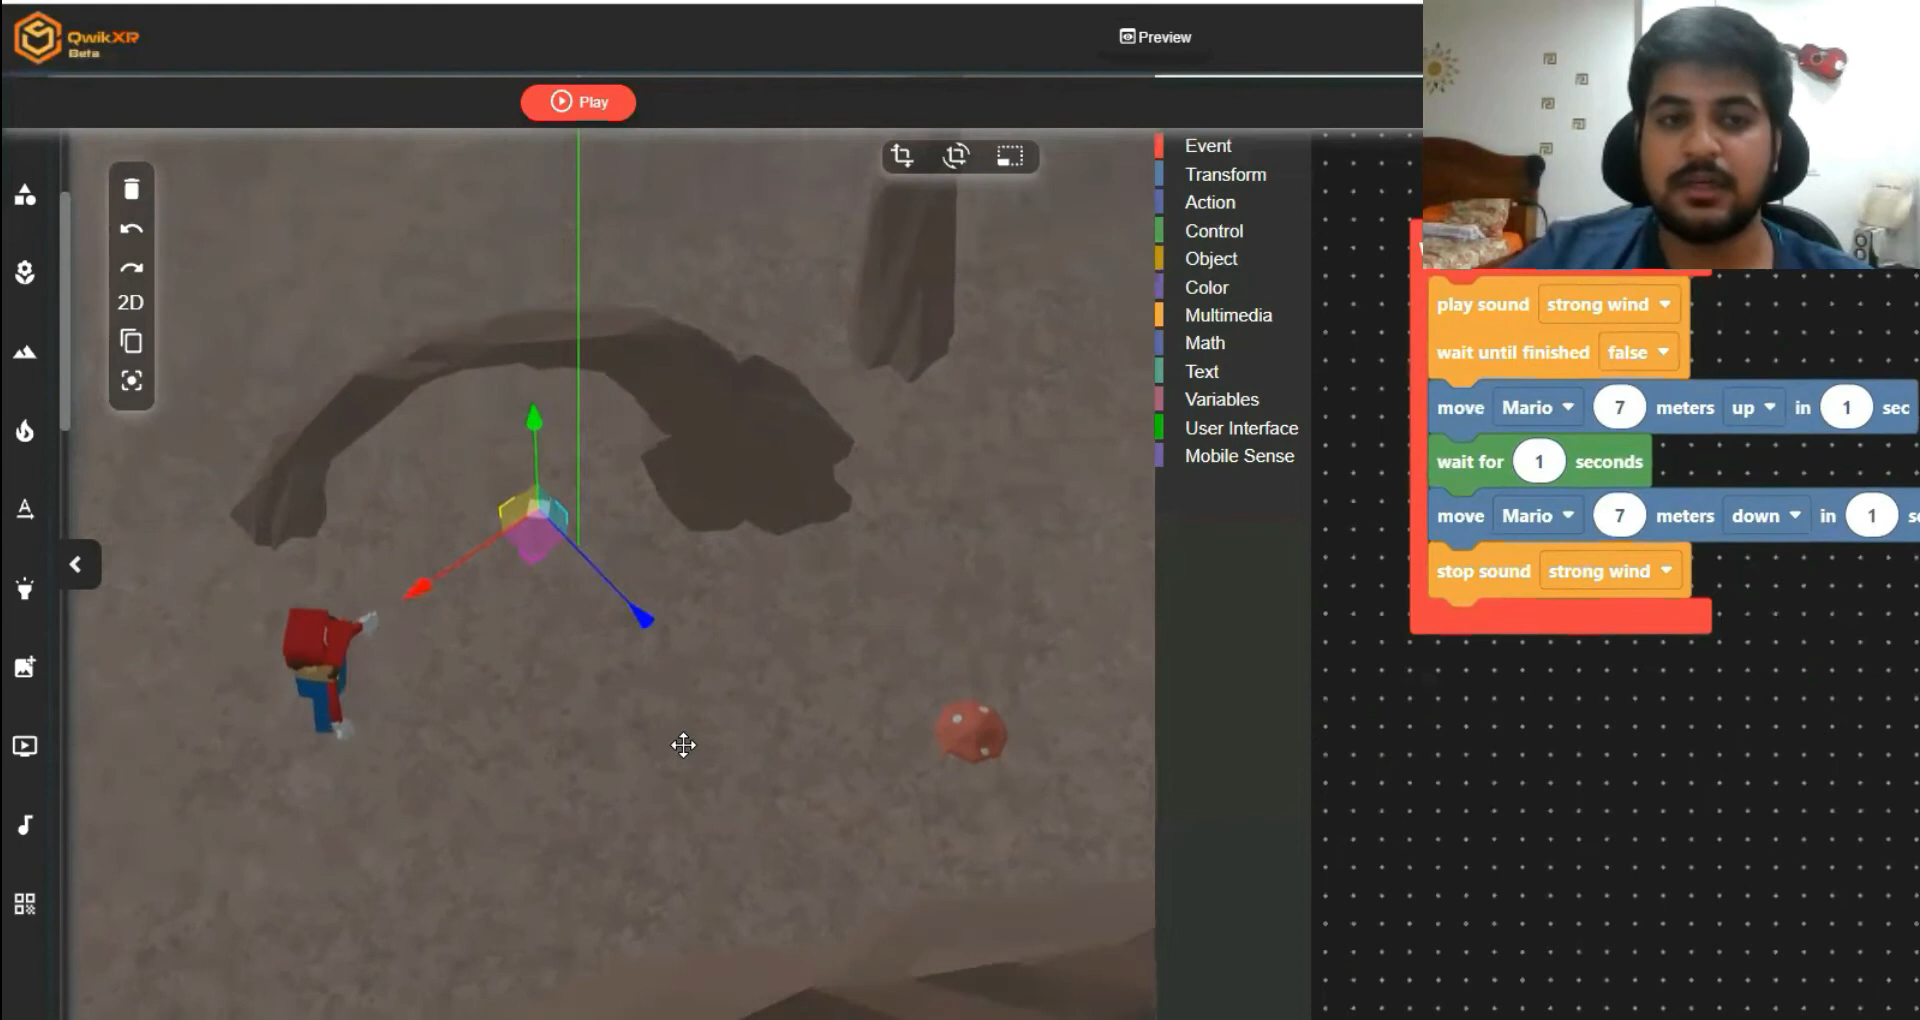 QwikXR
Beta
Preview
Play
2D
Event
Transform
Action
Control
Object
Color
Multimedia
Math
Text
Variables
User Interface
Mobile Sense
play sound strong wind
wait until finished false
move Mario 7 meters up in 1 sec
wait for 1 seconds
move Mario 7 meters down in 1
stop sound strong wind